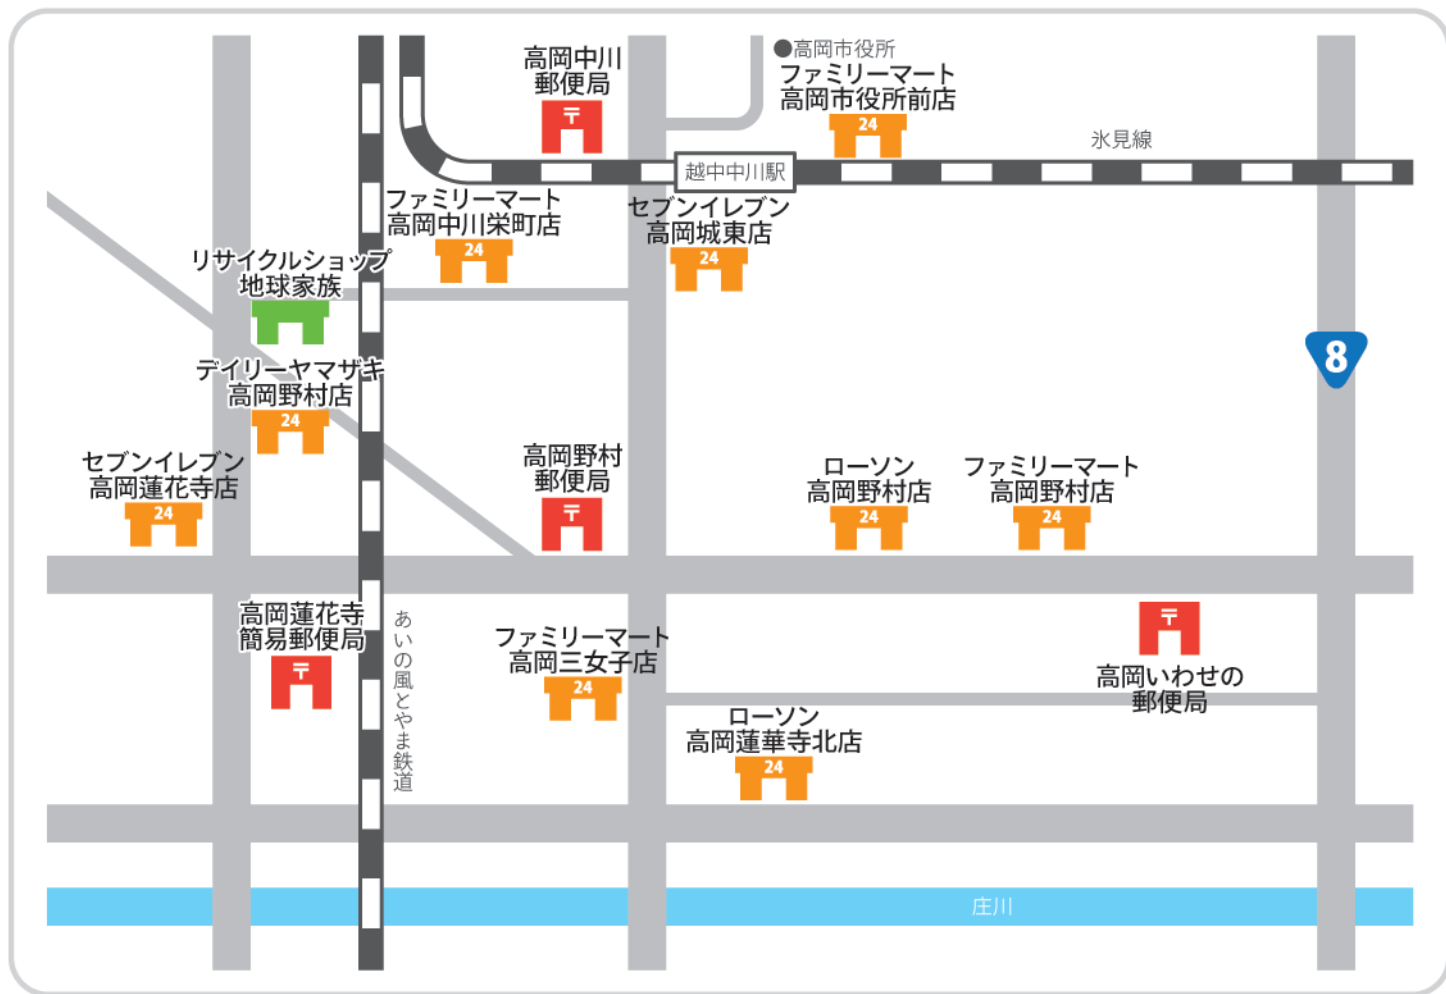 ●高岡市役所
高岡中川
郵便局
〒
ファミリーマート
高岡市役所前店
24
氷見線
越中中川駅
ファミリーマート
高岡中川栄町店
24
セブンイレブン
高岡城東店
24
リサイクルショップ
地球家族
8
デイリーヤマザキ
高岡野村店
24
セブンイレブン
高岡蓮花寺店
24
高岡野村
郵便局
〒
ローソン
高岡野村店
24
ファミリーマート
高岡野村店
24
高岡蓮花寺
簡易郵便局
〒
あいの風とやま鉄道
ファミリーマート
高岡三女子店
24
〒
高岡いわせの
郵便局
ローソン
高岡蓮華寺北店
24
庄川